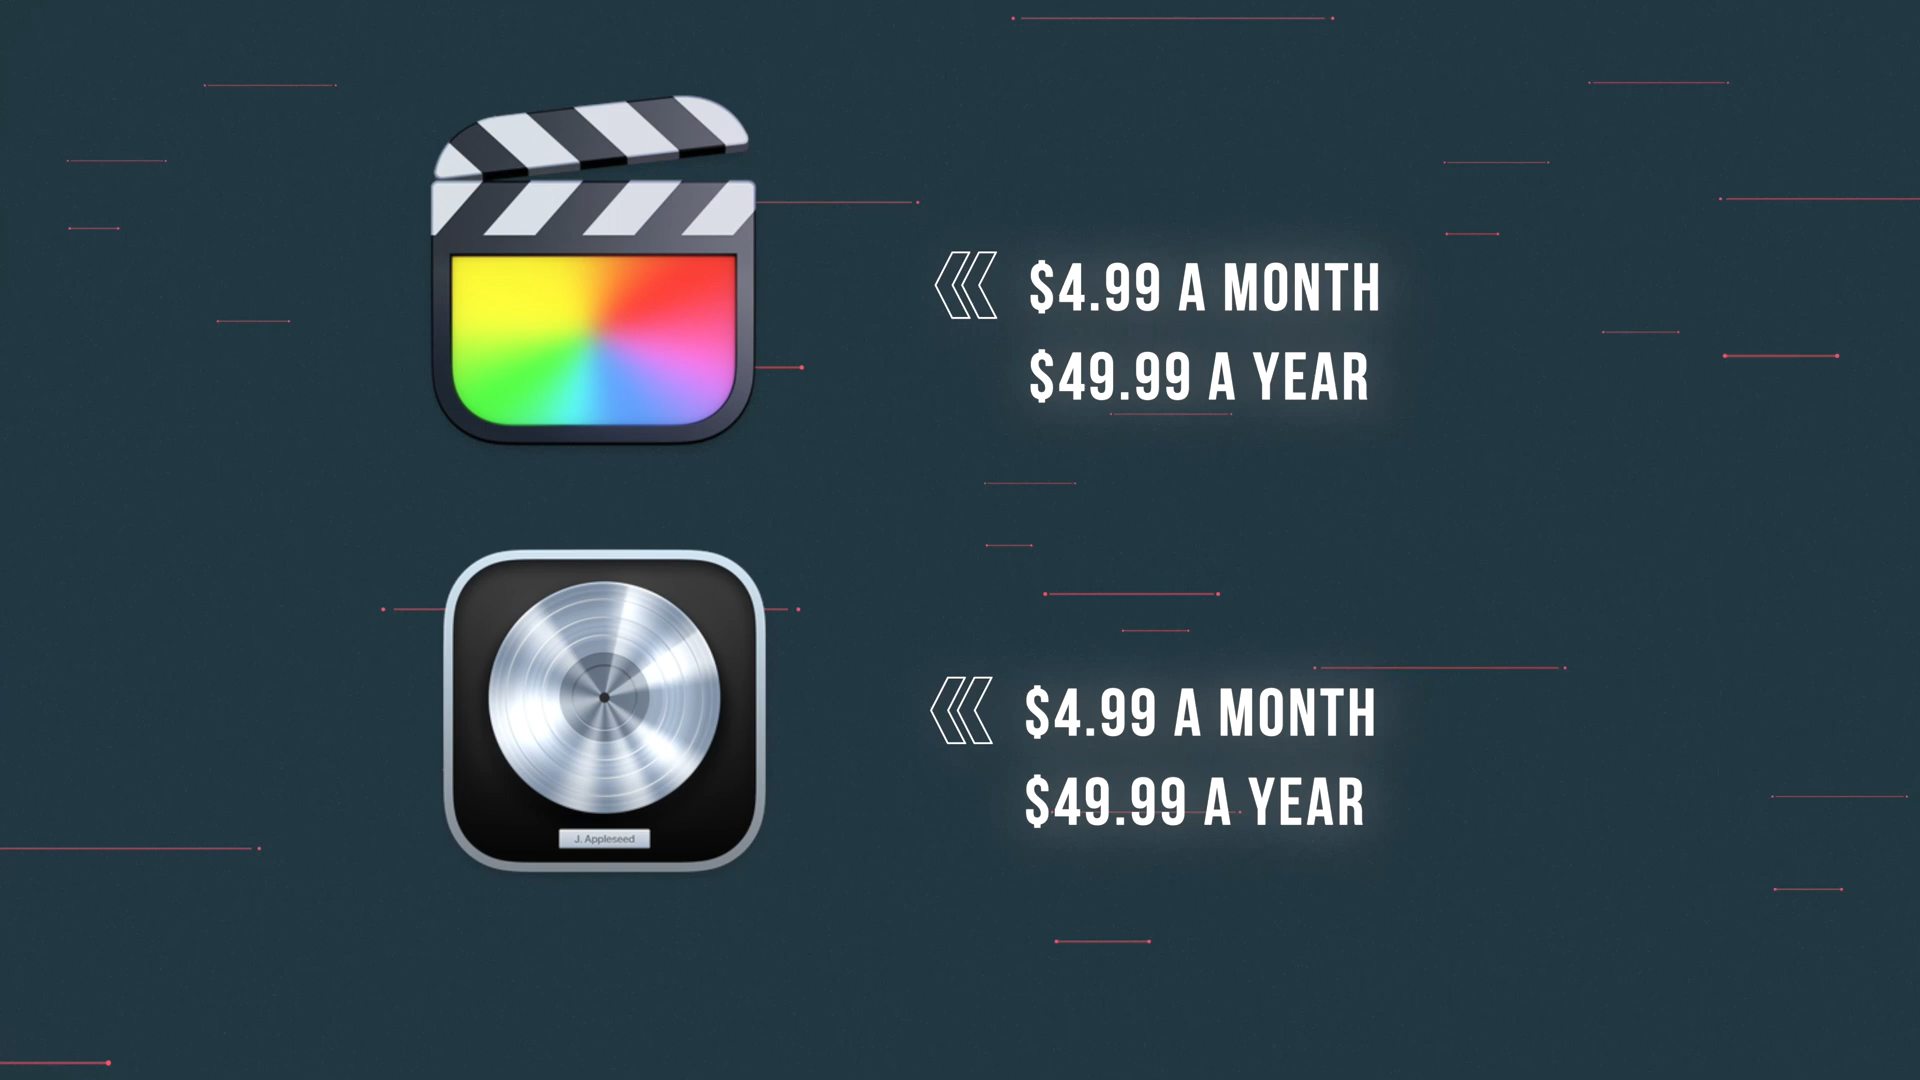 $4.99 A MONTH
$49.99 A YEAR
J. Appleseed
$4.99 A MONTH
$49.99 A YEAR